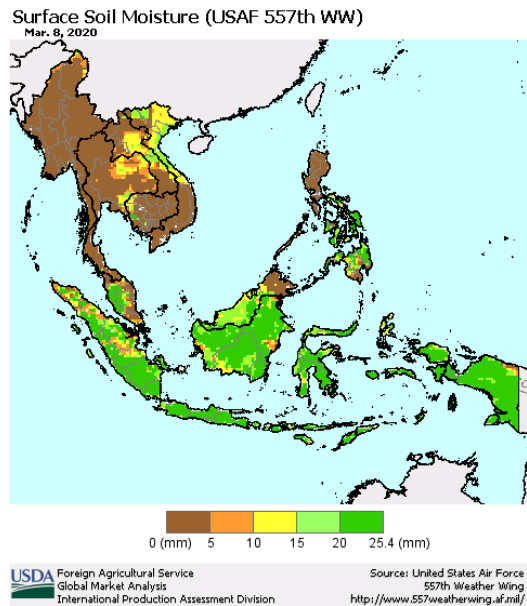 Surface Soil Moisture (USAF 557th WW)
Mar. 8, 2020
0 (mm) 5 10 15 20 25.4 (mm)
USDA Foreign Agricultural Service
Global Market Analysis
International Production Assessment Division
Source: United States Air Force
557th Weather Wing
http://www.557weatherwing.af.mil/